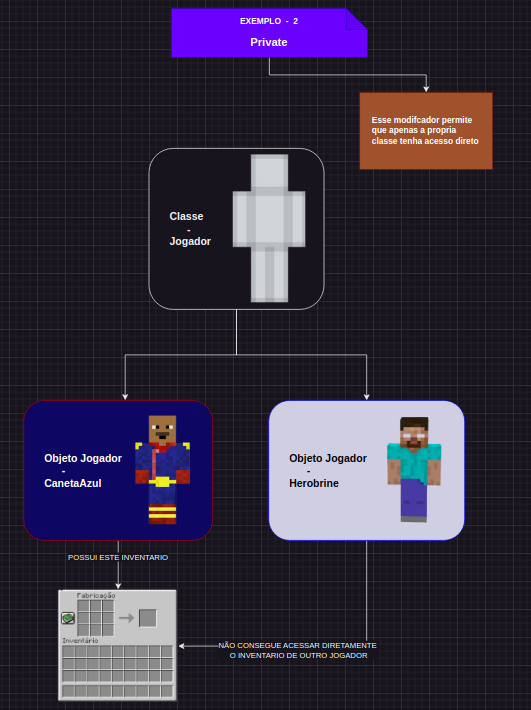 EXEMPLO - 2
Private
Esse modifcador permite
que apenas a propria
classe tenha acesso direto
Classe
-
Jogador
Objeto Jogador
-
CanetaAzul
Objeto Jogador
-
Herobrine
POSSUI ESTE INVENTARIO
Fabricação
Inventário
NÃO CONSEGUE ACESSAR DIRETAMENTE
O INVENTARIO DE OUTRO JOGADOR